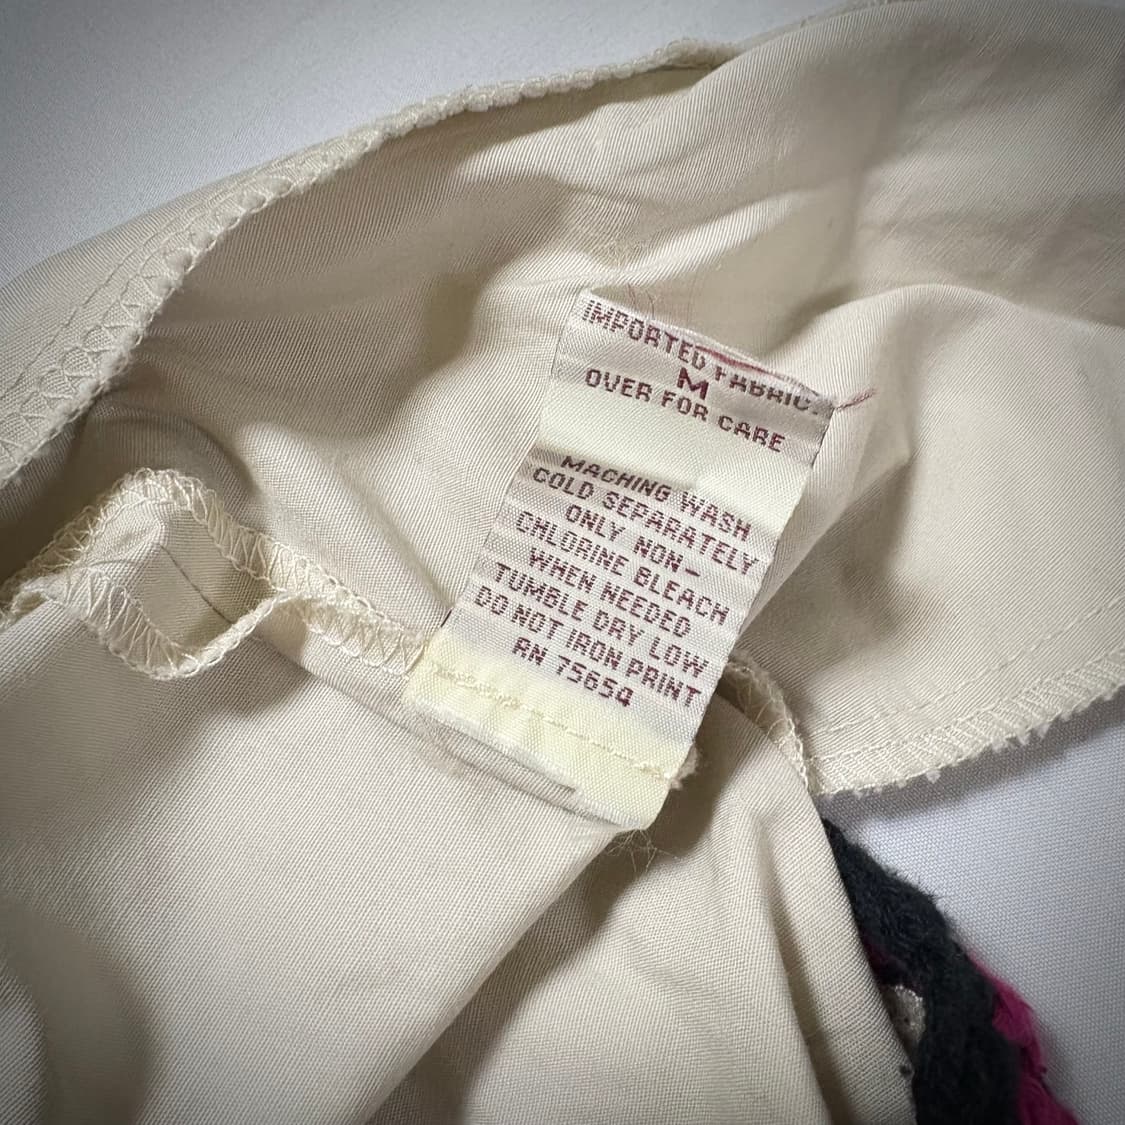 IMPORTED FABRIC
M
OVER FOR CARE
MACHING WASH
COLD SEPARATELY
ONLY NON-
CHLORINE BLEACH
WHEN NEEDED
TUMBLE DRY LOW
DO NOT IRON PRINT
RN 75654